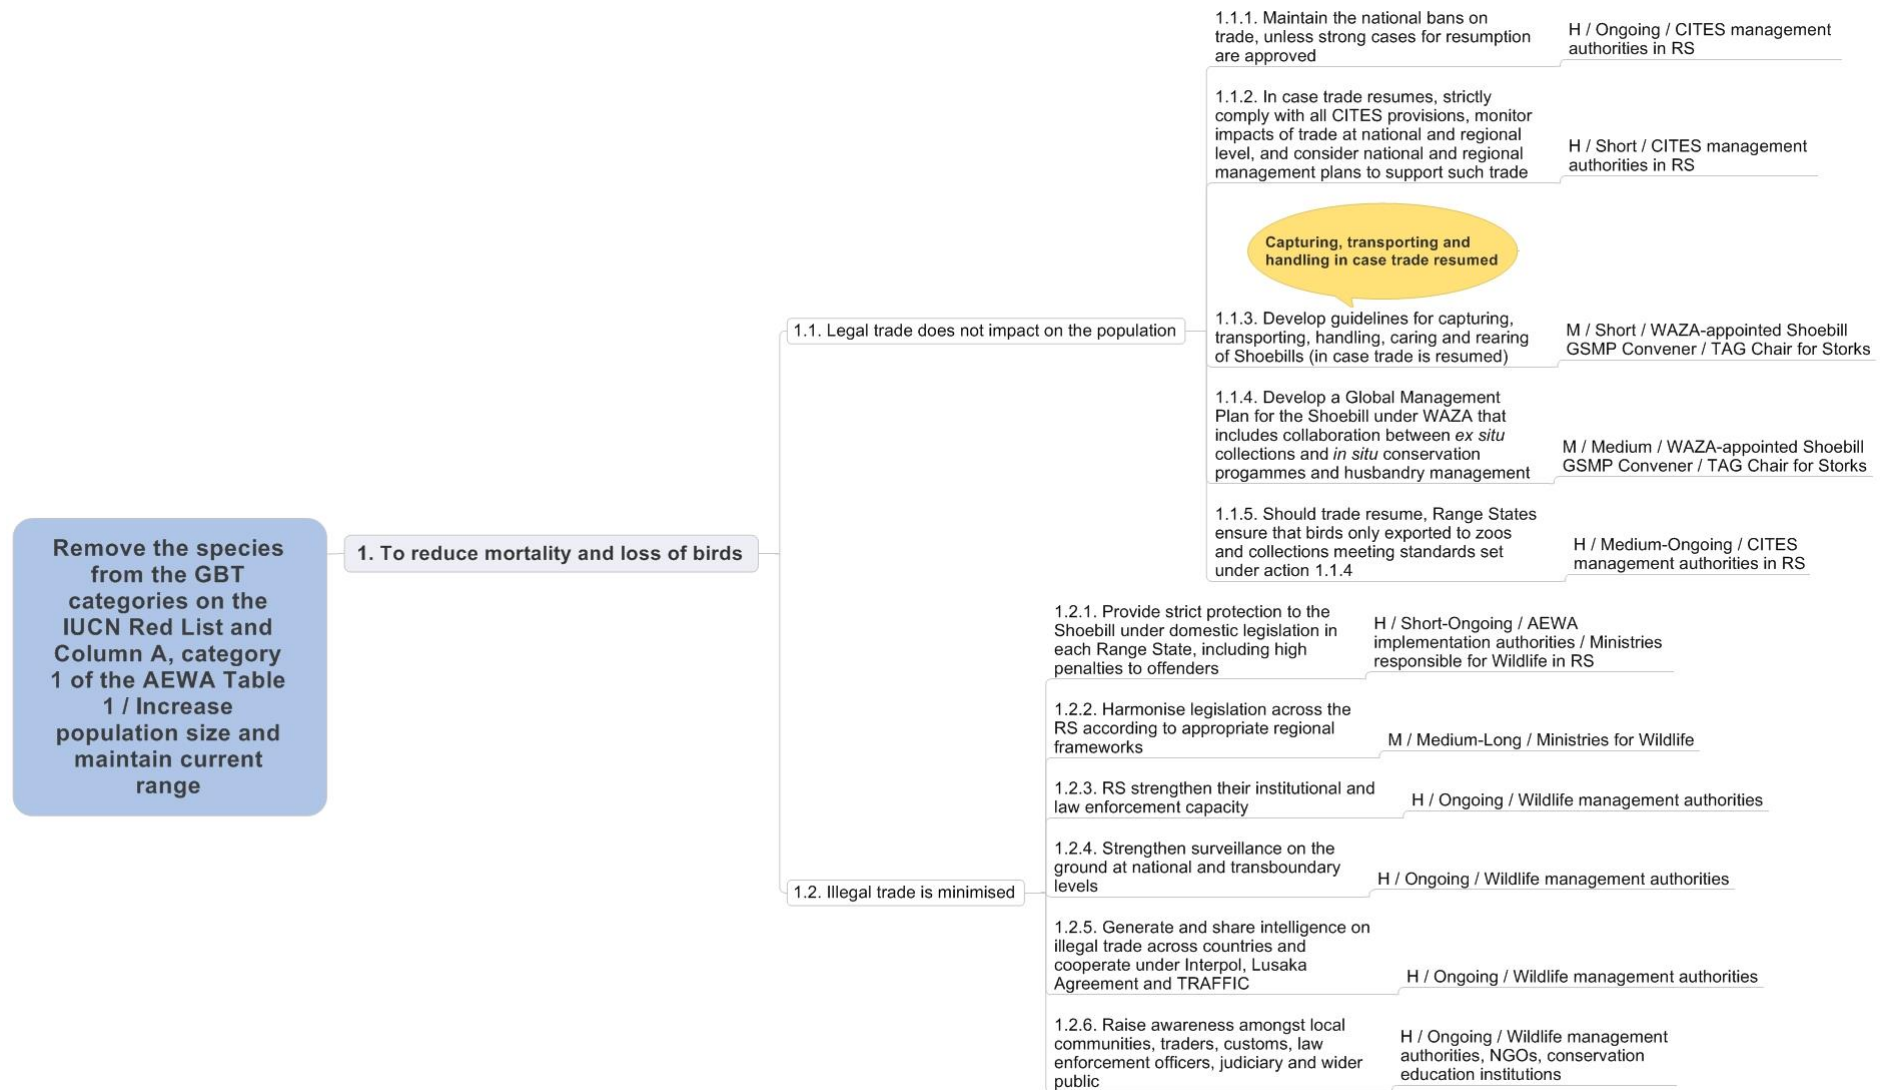 Remove the species
from the GBT
categories on the
IUCN Red List and
Column A, category
1 of the AEWA Table
1 / Increase
population size and
maintain current
range
1. To reduce mortality and loss of birds
1.1. Legal trade does not impact on the population
1.1.1. Maintain the national bans on
trade, unless strong cases for resumption
are approved
H / Ongoing / CITES management
authorities in RS
1.1.2. In case trade resumes, strictly
comply with all CITES provisions, monitor
impacts of trade at national and regional
level, and consider national and regional
management plans to support such trade
H / Short / CITES management
authorities in RS
Capturing, transporting and
handling in case trade resumed
1.1.3. Develop guidelines for capturing,
transporting, handling, caring and rearing
of Shoebills (in case trade is resumed)
M / Short / WAZA-appointed Shoebill
GSMP Convener / TAG Chair for Storks
1.1.4. Develop a Global Management
Plan for the Shoebill under WAZA that
includes collaboration between ex situ
collections and in situ conservation
progammes and husbandry management
M / Medium / WAZA-appointed Shoebill
GSMP Convener / TAG Chair for Storks
1.1.5. Should trade resume, Range States
ensure that birds only exported to zoos
and collections meeting standards set
under action 1.1.4
H / Medium-Ongoing / CITES
management authorities in RS
1.2. Illegal trade is minimised
1.2.1. Provide strict protection to the
Shoebill under domestic legislation in
each Range State, including high
penalties to offenders
H / Short-Ongoing / AEWA
implementation authorities / Ministries
responsible for Wildlife in RS
1.2.2. Harmonise legislation across the
RS according to appropriate regional
frameworks
M / Medium-Long / Ministries for Wildlife
1.2.3. RS strengthen their institutional and
law enforcement capacity
H / Ongoing / Wildlife management authorities
1.2.4. Strengthen surveillance on the
ground at national and transboundary
levels
H / Ongoing / Wildlife management authorities
1.2.5. Generate and share intelligence on
illegal trade across countries and
cooperate under Interpol, Lusaka
Agreement and TRAFFIC
H / Ongoing / Wildlife management authorities
1.2.6. Raise awareness amongst local
communities, traders, customs, law
enforcement officers, judiciary and wider
public
H / Ongoing / Wildlife management
authorities, NGOs, conservation
education institutions